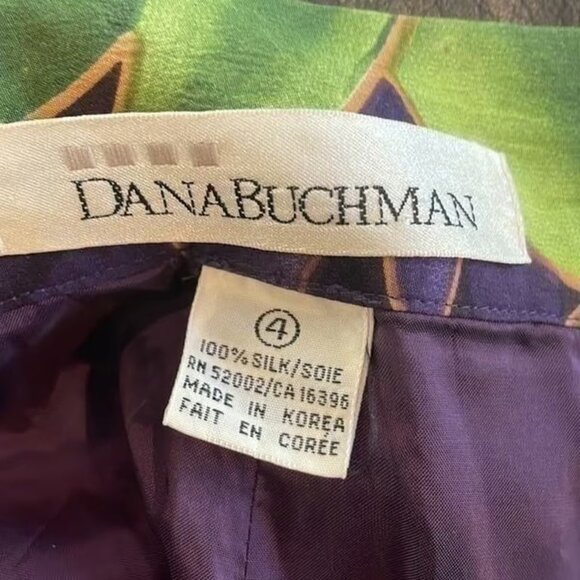 DANABUCHMAN
4
100% SILK/SOIE
RN 52002/CA 16396
MADE IN KOREA
FAIT EN CORÉE